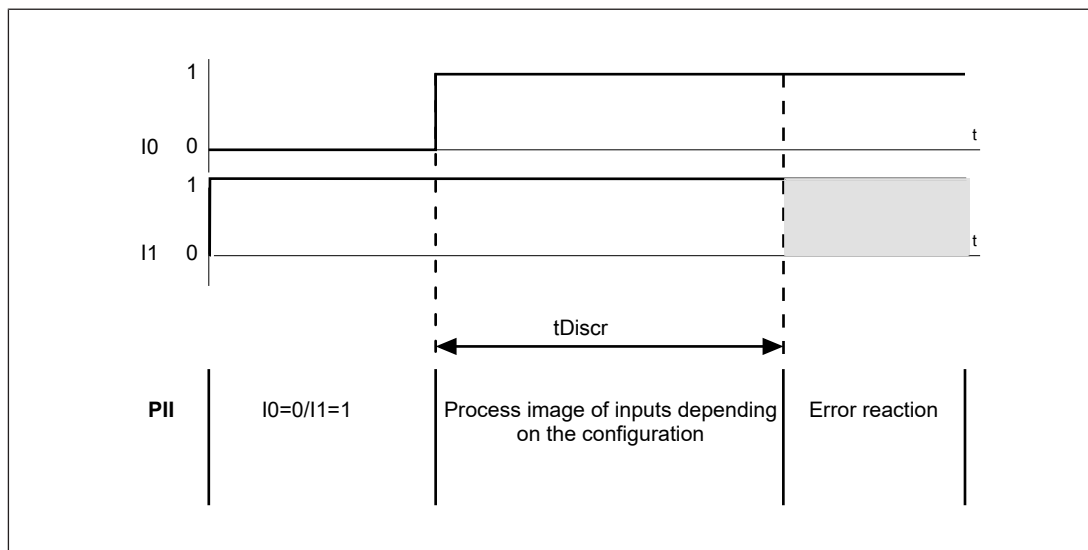 1
I0 0 t
1
I1 0 t
tDiscr
PII I0=0/I1=1 Process image of inputs depending Error reaction
on the configuration